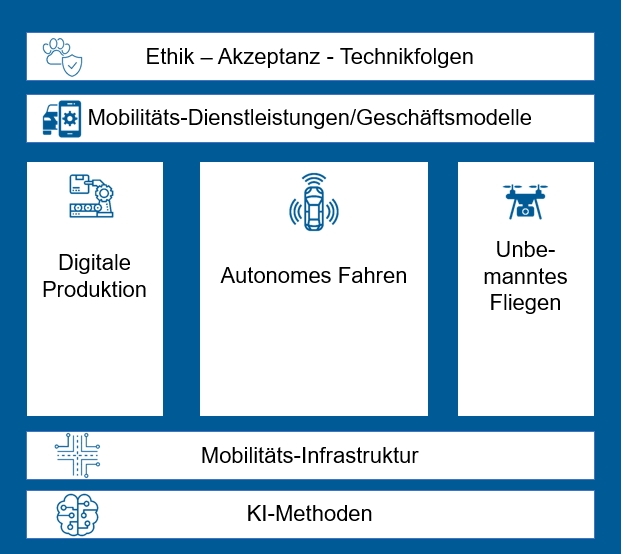 Ethik – Akzeptanz - Technikfolgen
Mobilitäts-Dienstleistungen/Geschäftsmodelle
Digitale
Produktion
Autonomes Fahren
Unbe-
manntes
Fliegen
Mobilitäts-Infrastruktur
KI-Methoden